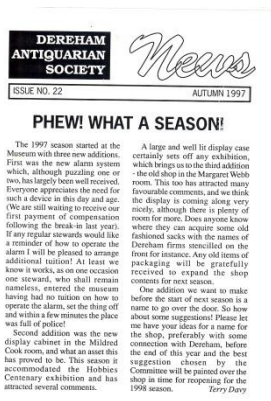 DEREHAM
ANTIQUARIAN
SOCIETY
News
ISSUE NO. 22
AUTUMN 1997
PHEW! WHAT A SEASON!
The 1997 season started at the
Museum with three new additions.
First was the new alarm system
which, although puzzling one or
two, has largely been well received.
Everyone appreciates the need for
such a device in this day and age.
(We are still waiting to receive our
first payment of compensation
following the break-in last year).
If any regular stewards would like
a reminder of how to operate the
alarm I will be pleased to arrange
additional tuition! At least we
know it works, as on one occasion
one steward, who shall remain
nameless, entered the museum
having had no tuition on how to
operate the alarm, set the thing off
and within a few minutes the place
was full of police!
Second addition was the new
display cabinet in the Mildred
Cook room, and what an asset this
has proved to be. This season it
accommodated the Hobbies
Centenary exhibition and has
attracted several comments.
A large and well lit display case
certainly sets off any exhibition,
which brings us to the third addition
- the old shop in the Margaret Webb
room. This too has attracted many
favourable comments, and we think
the display is coming along very
nicely, although there is plenty of
room for more. Does anyone know
where they can acquire some old
fashioned sacks with the names of
Dereham firms stencilled on the
front for instance. Any old items of
packaging will be gratefully
received to expand the shop
contents for next season.
One addition we want to make
before the start of next season is a
name to go over the door. So how
about some suggestions! Please let
me have your ideas for a name for
the shop, preferably with some
connection with Dereham, before
the end of this year and the best
suggestion chosen by the
Committee will be painted over the
shop in time for reopening for the
1998 season. Terry Davy